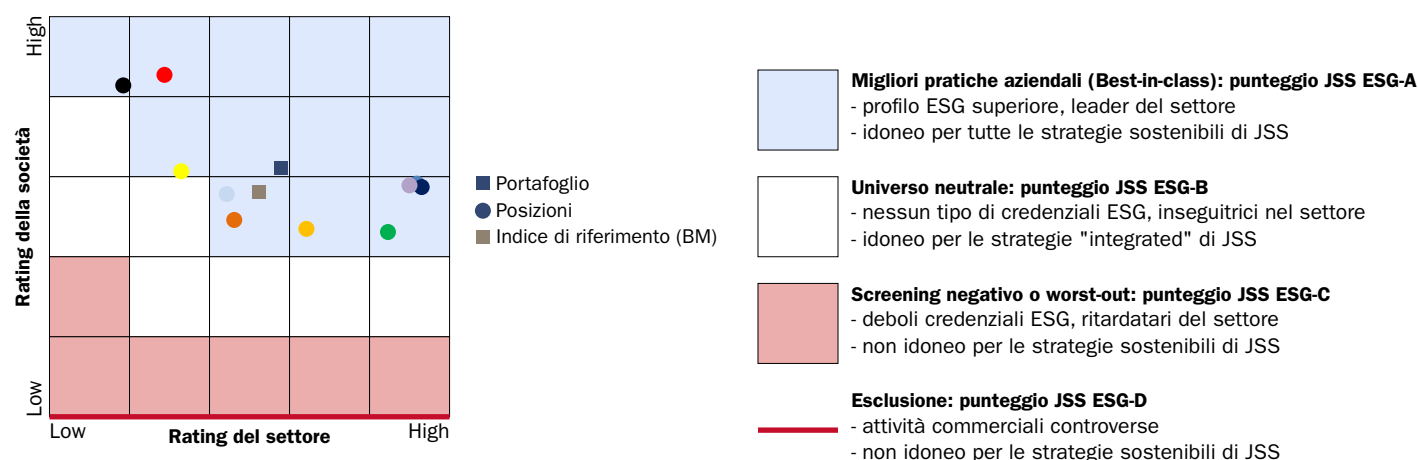 High
Rating della società
Low
Low
Rating del settore
High
Portafoglio
Posizioni
Indice di riferimento (BM)
Migliori pratiche aziendali (Best-in-class): punteggio JSS ESG-A
- profilo ESG superiore, leader del settore
- idoneo per tutte le strategie sostenibili di JSS
Universo neutrale: punteggio JSS ESG-B
- nessun tipo di credenziali ESG, inseguitrici nel settore
- idoneo per le strategie "integrated" di JSS
Screening negativo o worst-out: punteggio JSS ESG-C
- deboli credenziali ESG, ritardatari del settore
- non idoneo per le strategie sostenibili di JSS
Esclusione: punteggio JSS ESG-D
- attività commerciali controverse
- non idoneo per le strategie sostenibili di JSS